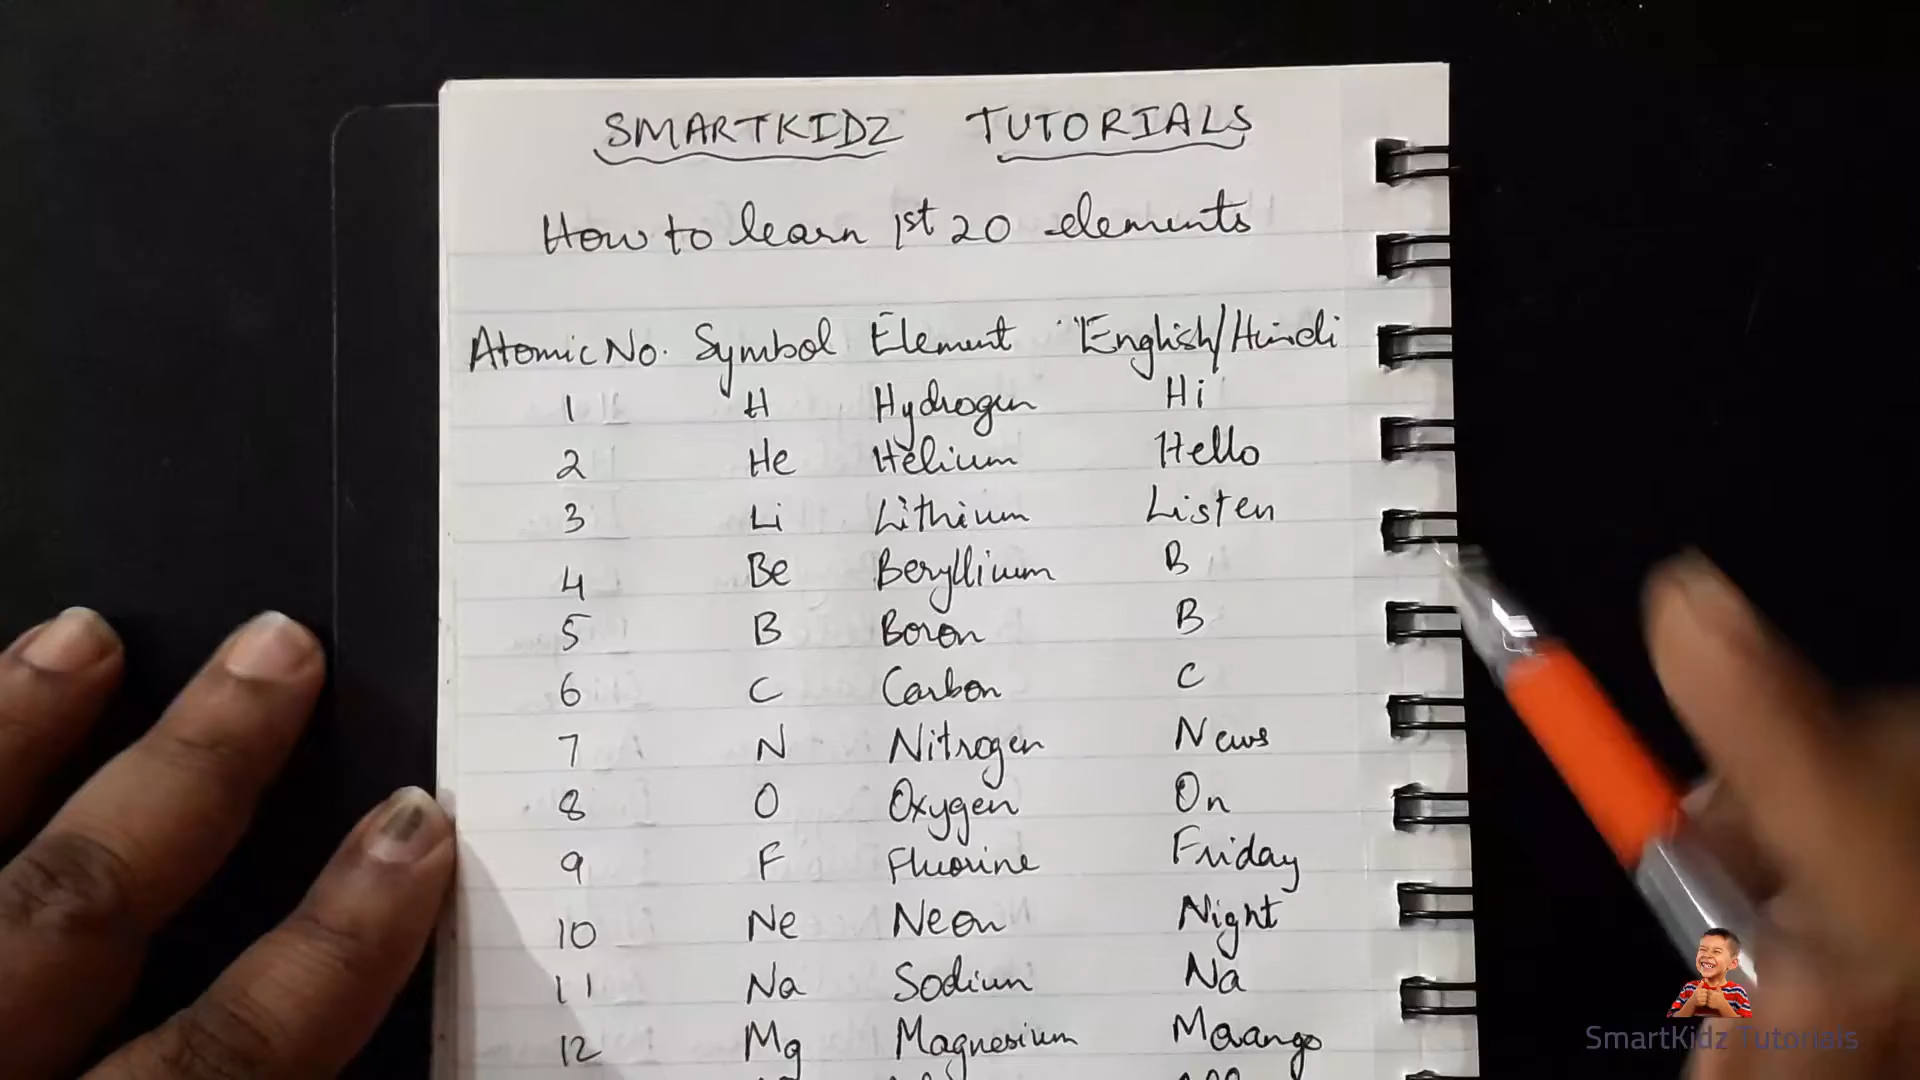 SMARTKIDZ TUTORIALS
How to learn 1st 20 elements
Atomic No. Symbol Element English/Hindi
1 H Hydrogen Hi
2 He Helium Hello
3 Li Lithium Listen
4 Be Beryllium B
5 B Boron B
6 C Carbon C
7 N Nitrogen News
8 O Oxygen On
9 F Fluorine Friday
10 Ne Neon Night
11 Na Sodium Na
12 Mg Magnesium Maango
SmartKidz Tutorials